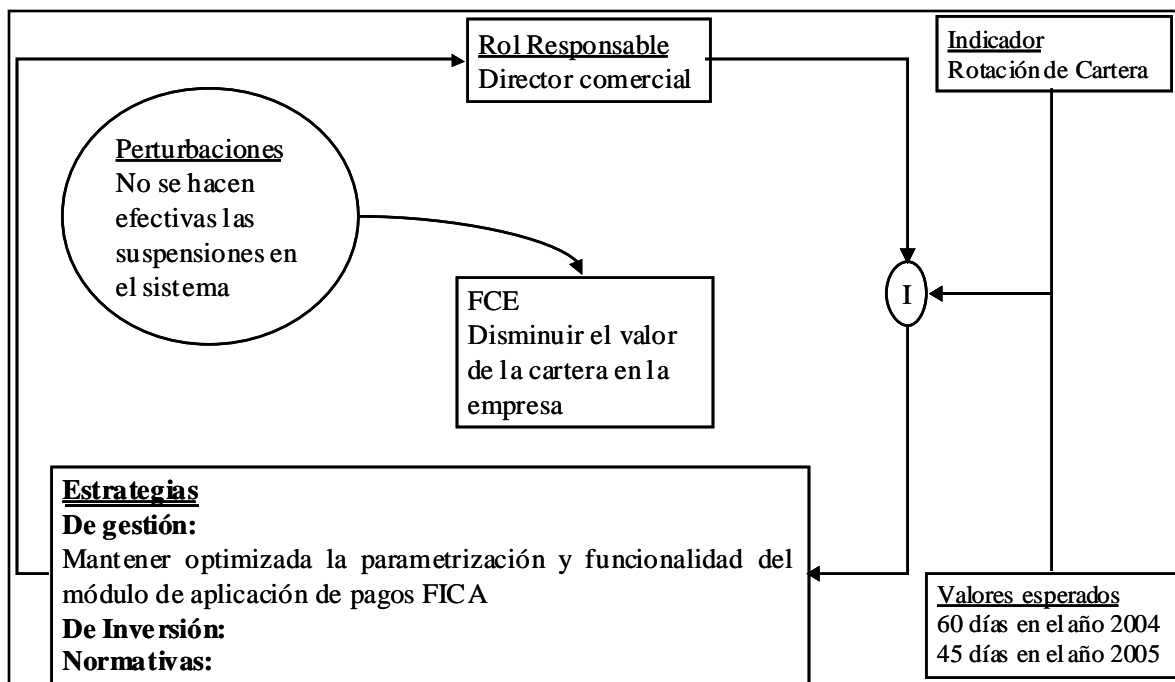 Rol Responsable
Director comercial
Indicador
Rotación de Cartera
Perturbaciones
No se hacen
efectivas las
suspensiones en
el sistema
FCE
Disminuir el valor
de la cartera en la
empresa
I
Estrategias
De gestión:
Mantener optimizada la parametrización y funcionalidad del
módulo de aplicación de pagos FICA
De Inversión:
Normativas:
Valores esperados
60 días en el año 2004
45 días en el año 2005